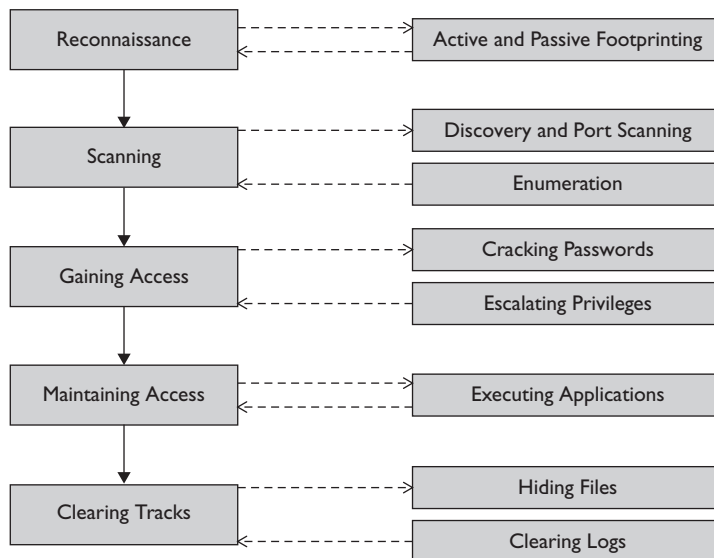 Reconnaissance
Active and Passive Footprinting
Scanning
Discovery and Port Scanning
Enumeration
Gaining Access
Cracking Passwords
Escalating Privileges
Maintaining Access
Executing Applications
Clearing Tracks
Hiding Files
Clearing Logs